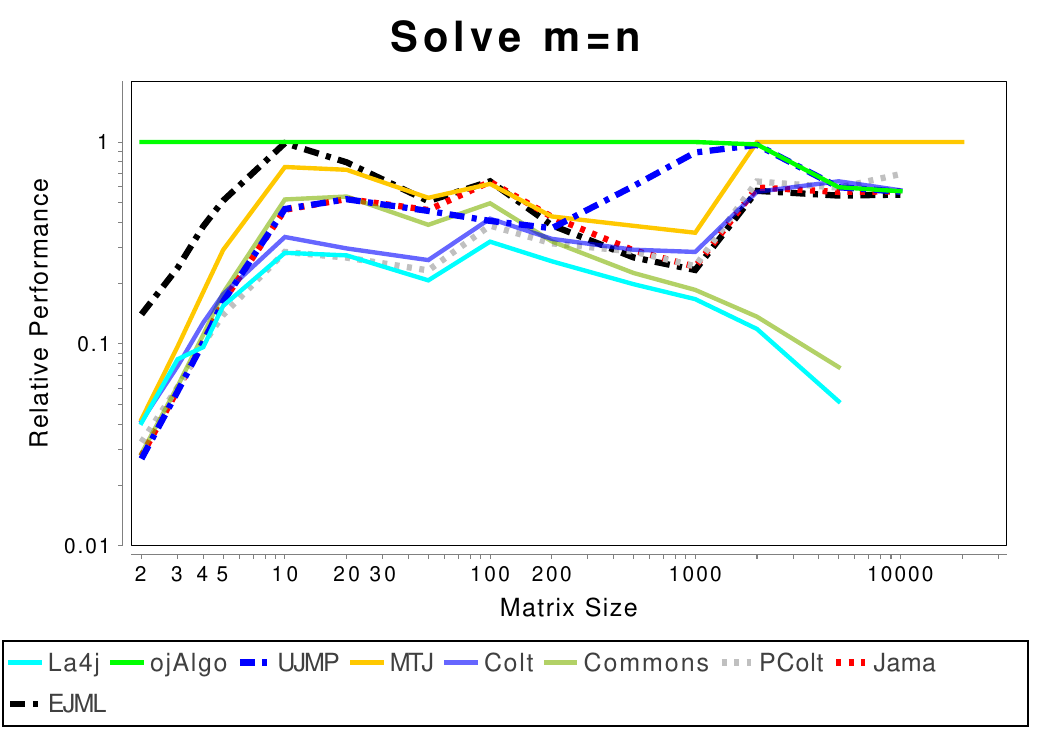 Solve m=n
1
0.1
0.01
Relative Performance
2 3 4 5 10 20 30 100 200 1000 10000
Matrix Size
La4j ojAlgo UJMP MTJ Colt Commons PColt Jama
EJML